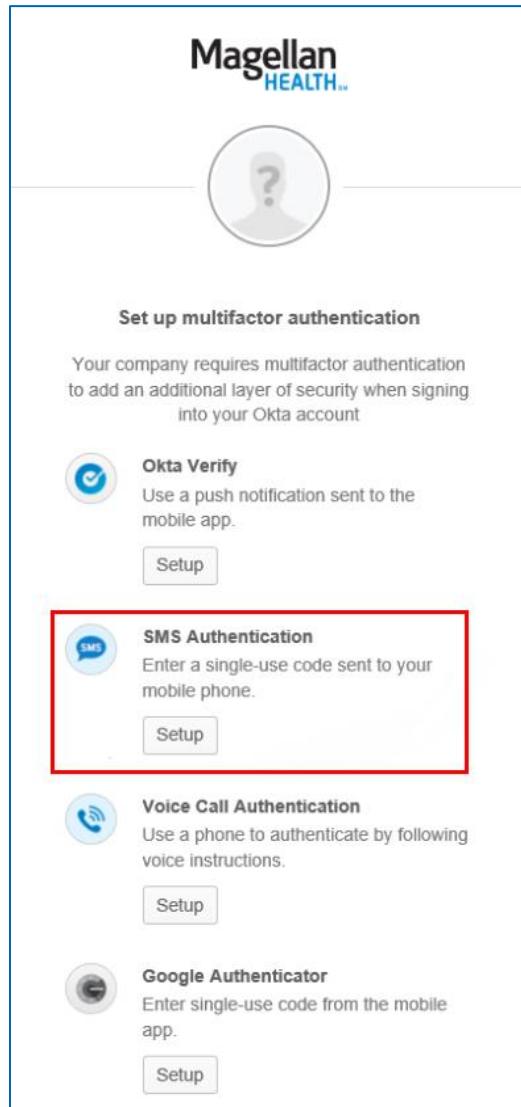 Magellan
HEALTH
?
Set up multifactor authentication
Your company requires multifactor authentication
to add an additional layer of security when signing
into your Okta account
Okta Verify
Use a push notification sent to the
mobile app.
Setup
SMS
SMS Authentication
Enter a single-use code sent to your
mobile phone.
Setup
Voice Call Authentication
Use a phone to authenticate by following
voice instructions.
Setup
Google Authenticator
Enter single-use code from the mobile
app.
Setup